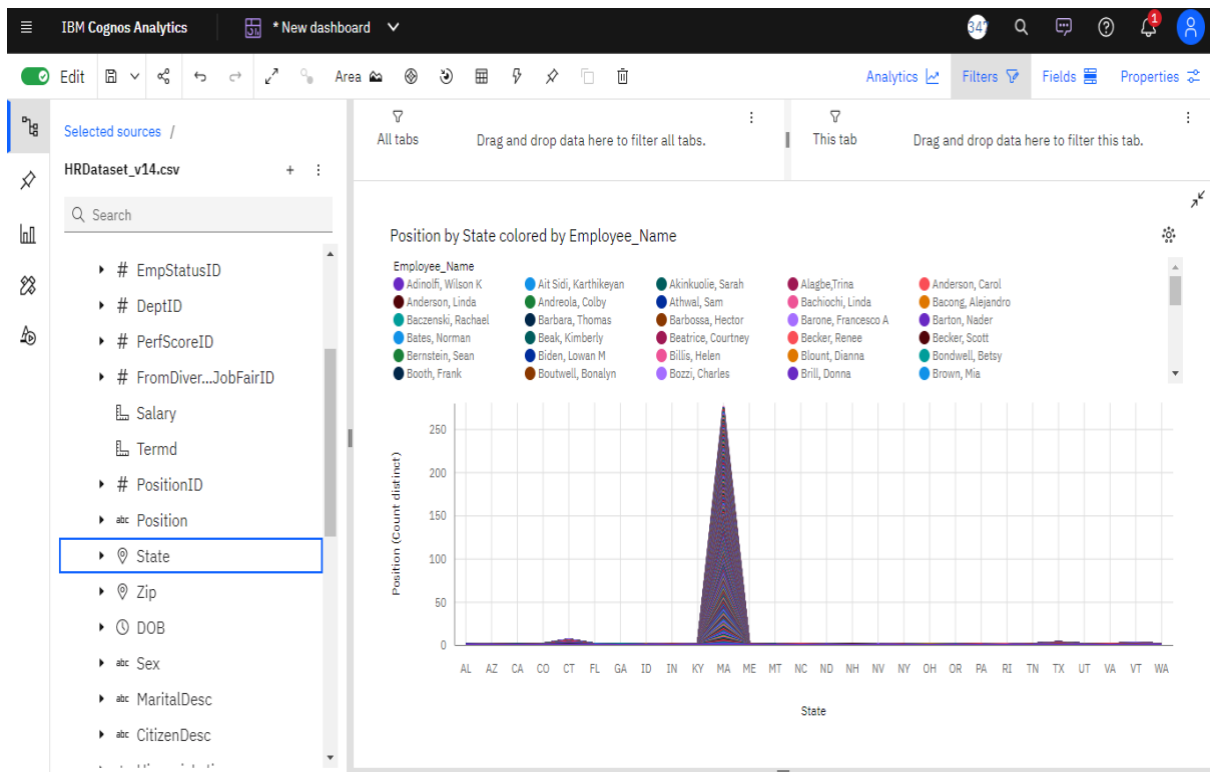 IBM Cognos Analytics
* New dashboard
347
1
Edit
Area
Analytics
Filters
Fields
Properties
Selected sources /
HRDataset_v14.csv
+
Search
# EmpStatusID
# DeptID
# PerfScoreID
# FromDiver...JobFairID
Salary
Termd
# PositionID
abc Position
State
Zip
DOB
abc Sex
abc MaritalDesc
abc CitizenDesc
All tabs
Drag and drop data here to filter all tabs.
This tab
Drag and drop data here to filter this tab.
Position by State colored by Employee_Name
Employee_Name
Adinolfi, Wilson K Ait Sidi, Karthikeyan Akinkuolie, Sarah Alagbe,Trina Anderson, Carol
Anderson, Linda Andreola, Colby Athwal, Sam Bachiochi, Linda Bacong, Alejandro
Baczenski, Rachael Barbara, Thomas Barbossa, Hector Barone, Francesco A Barton, Nader
Bates, Norman Beak, Kimberly Beatrice, Courtney Becker, Renee Becker, Scott
Bernstein, Sean Biden, Lowan M Billis, Helen Blount, Dianna Bondwell, Betsy
Booth, Frank Boutwell, Bonalyn Bozzi, Charles Brill, Donna Brown, Mia
Position (Count distinct)
250
200
150
100
50
0
AL AZ CA CO CT FL GA ID IN KY MA ME MT NC ND NH NV NY OH OR PA RI TN TX UT VA VT WA
State